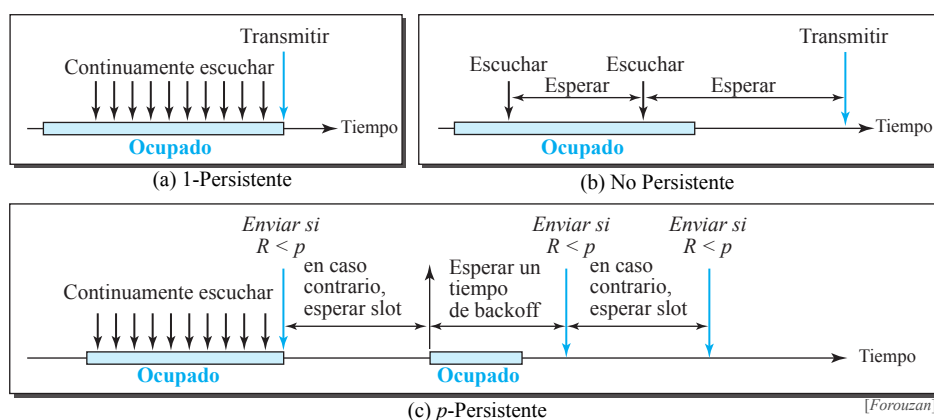 Transmitir
Continuamente escuchar
Tiempo
Ocupado
(a) 1-Persistente
Transmitir
Escuchar
Escuchar
Esperar
Esperar
Tiempo
Ocupado
(b) No Persistente
Enviar si
R < p
en caso
contrario,
esperar slot
Continuamente escuchar
Esperar un
tiempo
de backoff
Enviar si
R < p
en caso
contrario,
esperar slot
Enviar si
R < p
Tiempo
Ocupado
Ocupado
(c) p-Persistente
[Forouzan]